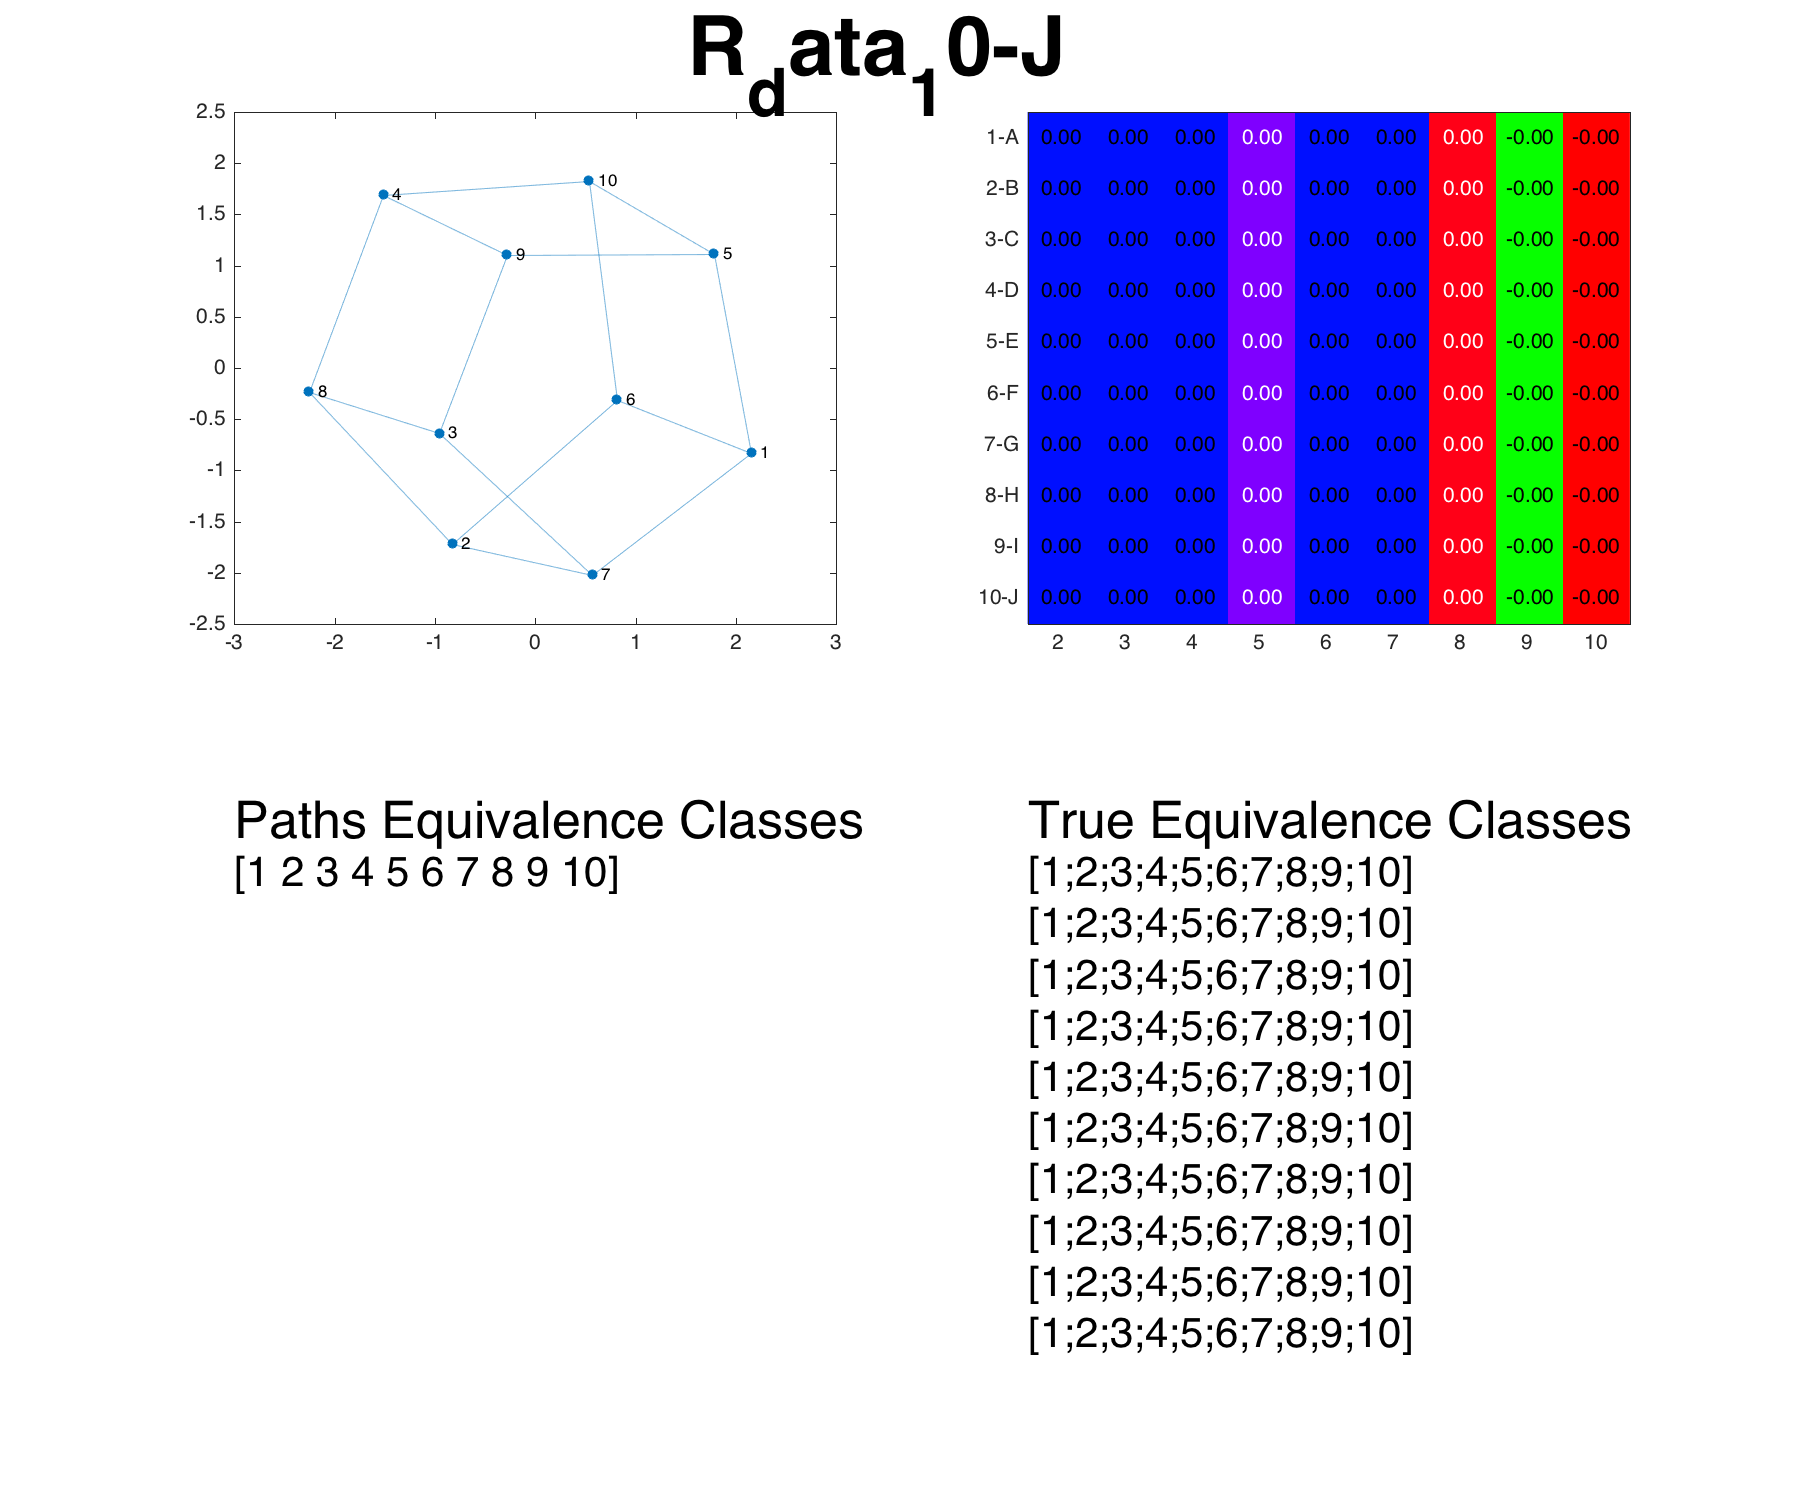 R_data_10-J
2.5
2
1.5
1
0.5
0
-0.5
-1
-1.5
-2
-2.5
-3 -2 -1 0 1 2 3
10
4
9
5
8
6
3
1
2
7
1-A 0.00 0.00 0.00 0.00 0.00 0.00 0.00 -0.00 -0.00
2-B 0.00 0.00 0.00 0.00 0.00 0.00 0.00 -0.00 -0.00
3-C 0.00 0.00 0.00 0.00 0.00 0.00 0.00 -0.00 -0.00
4-D 0.00 0.00 0.00 0.00 0.00 0.00 0.00 -0.00 -0.00
5-E 0.00 0.00 0.00 0.00 0.00 0.00 0.00 -0.00 -0.00
6-F 0.00 0.00 0.00 0.00 0.00 0.00 0.00 -0.00 -0.00
7-G 0.00 0.00 0.00 0.00 0.00 0.00 0.00 -0.00 -0.00
8-H 0.00 0.00 0.00 0.00 0.00 0.00 0.00 -0.00 -0.00
9-I 0.00 0.00 0.00 0.00 0.00 0.00 0.00 -0.00 -0.00
10-J 0.00 0.00 0.00 0.00 0.00 0.00 0.00 -0.00 -0.00
2 3 4 5 6 7 8 9 10
Paths Equivalence Classes
[1 2 3 4 5 6 7 8 9 10]
True Equivalence Classes
[1;2;3;4;5;6;7;8;9;10]
[1;2;3;4;5;6;7;8;9;10]
[1;2;3;4;5;6;7;8;9;10]
[1;2;3;4;5;6;7;8;9;10]
[1;2;3;4;5;6;7;8;9;10]
[1;2;3;4;5;6;7;8;9;10]
[1;2;3;4;5;6;7;8;9;10]
[1;2;3;4;5;6;7;8;9;10]
[1;2;3;4;5;6;7;8;9;10]
[1;2;3;4;5;6;7;8;9;10]